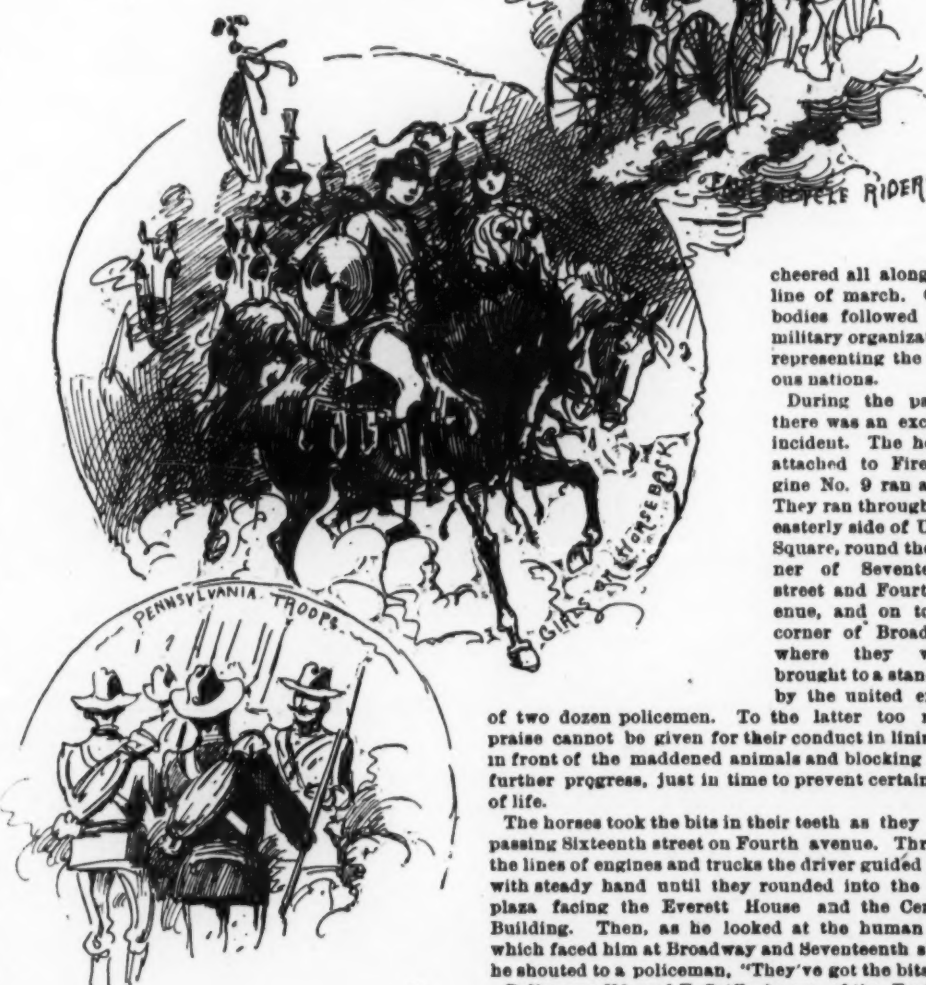 BICYCLE RIDER
cheered all along
line of march.
bodies followed
military organiza
representing the
ous nations.
During the pa
there was an exc
incident. The ho
attached to Fire
gine No. 9 ran a
They ran through
easterly side of U
Square, round the
ner of Sevente
street and Fourt
enue, and on to
corner of Broad
where they w
brought to a stan
by the united e
GIRLS ON HORSEBACK
PENNSYLVANIA TROOPS
of two dozen policemen. To the latter too
praise cannot be given for their conduct in linin
in front of the maddened animals and blocking
further progress, just in time to prevent certain
of life.
The horses took the bits in their teeth as they
passing Sixteenth street on Fourth avenue. Thr
the lines of engines and trucks the driver guided
with steady hand until they rounded into the
plaza facing the Everett House and the Cen
Building. Then, as he looked at the human
which faced him at Broadway and Seventeenth s
he shouted to a policeman, "They've got the bits